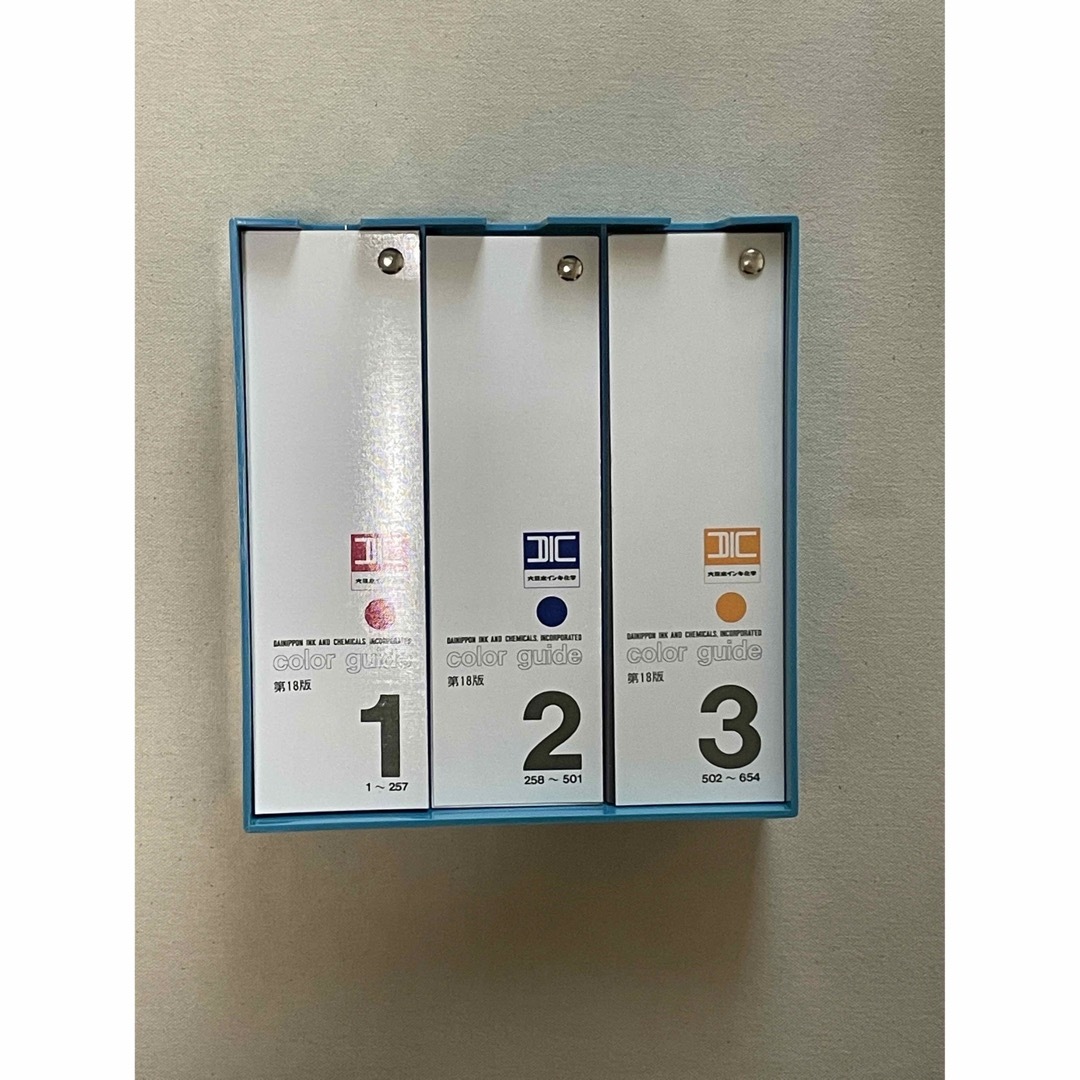 DIC
大日本インキ化学
DAINIPPON INK AND CHEMICALS, INCORPORATED
color guide
第18版
1
1～257
DIC
大日本インキ化学
DAINIPPON INK AND CHEMICALS, INCORPORATED
color guide
第18版
2
258～501
DIC
大日本インキ化学
DAINIPPON INK AND CHEMICALS, INCORPORATED
color guide
第18版
3
502～654